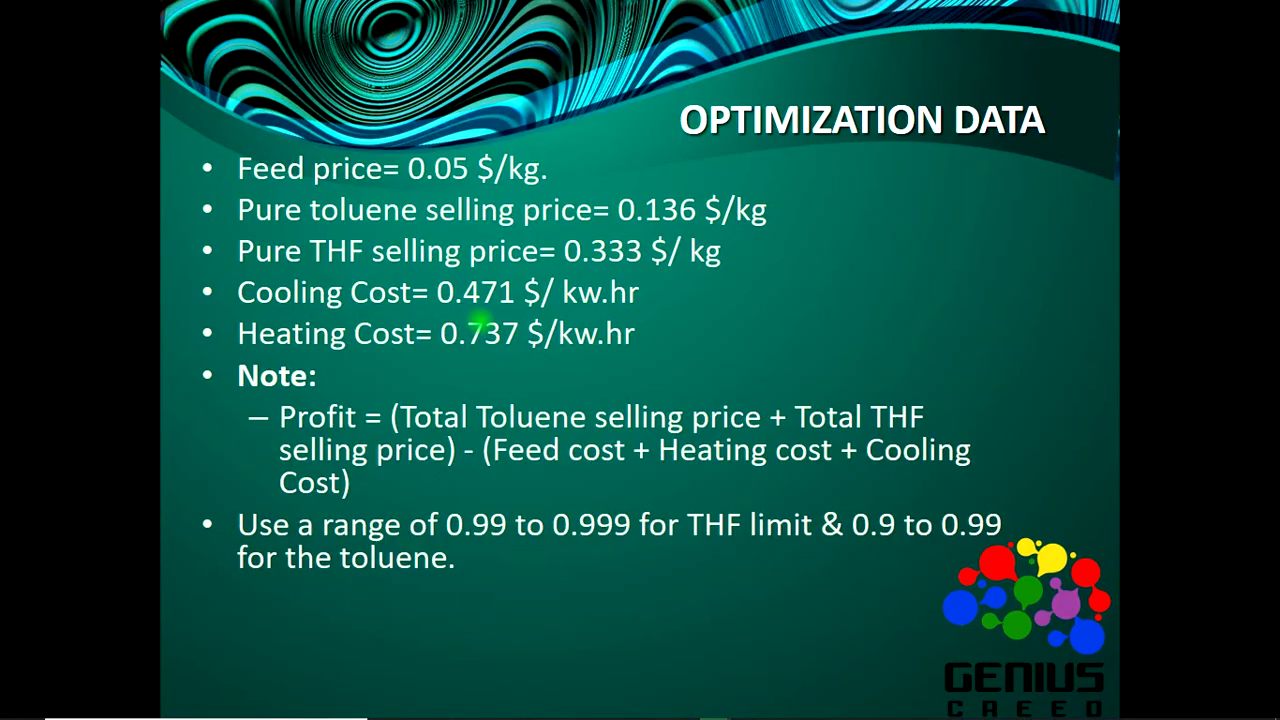 OPTIMIZATION DATA
• Feed price= 0.05 $/kg.
• Pure toluene selling price= 0.136 $/kg
• Pure THF selling price= 0.333 $/ kg
• Cooling Cost= 0.471 $/ kw.hr
• Heating Cost= 0.737 $/kw.hr
• Note:
– Profit = (Total Toluene selling price + Total THF
selling price) - (Feed cost + Heating cost + Cooling
Cost)
• Use a range of 0.99 to 0.999 for THF limit & 0.9 to 0.99
for the toluene.
GENIUS
CREED